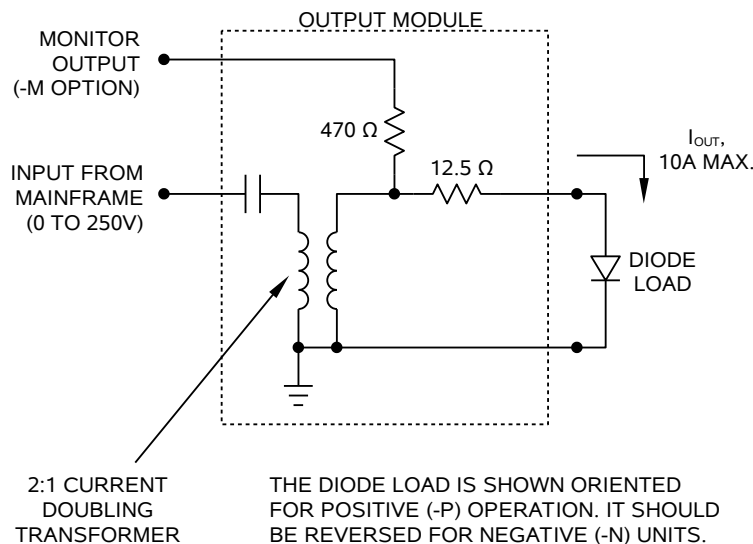 OUTPUT MODULE
MONITOR
OUTPUT
(-M OPTION)
470 Ω
12.5 Ω
I_OUT,
10A MAX.
INPUT FROM
MAINFRAME
(0 TO 250V)
DIODE
LOAD
2:1 CURRENT
DOUBLING
TRANSFORMER
THE DIODE LOAD IS SHOWN ORIENTED
FOR POSITIVE (-P) OPERATION. IT SHOULD
BE REVERSED FOR NEGATIVE (-N) UNITS.